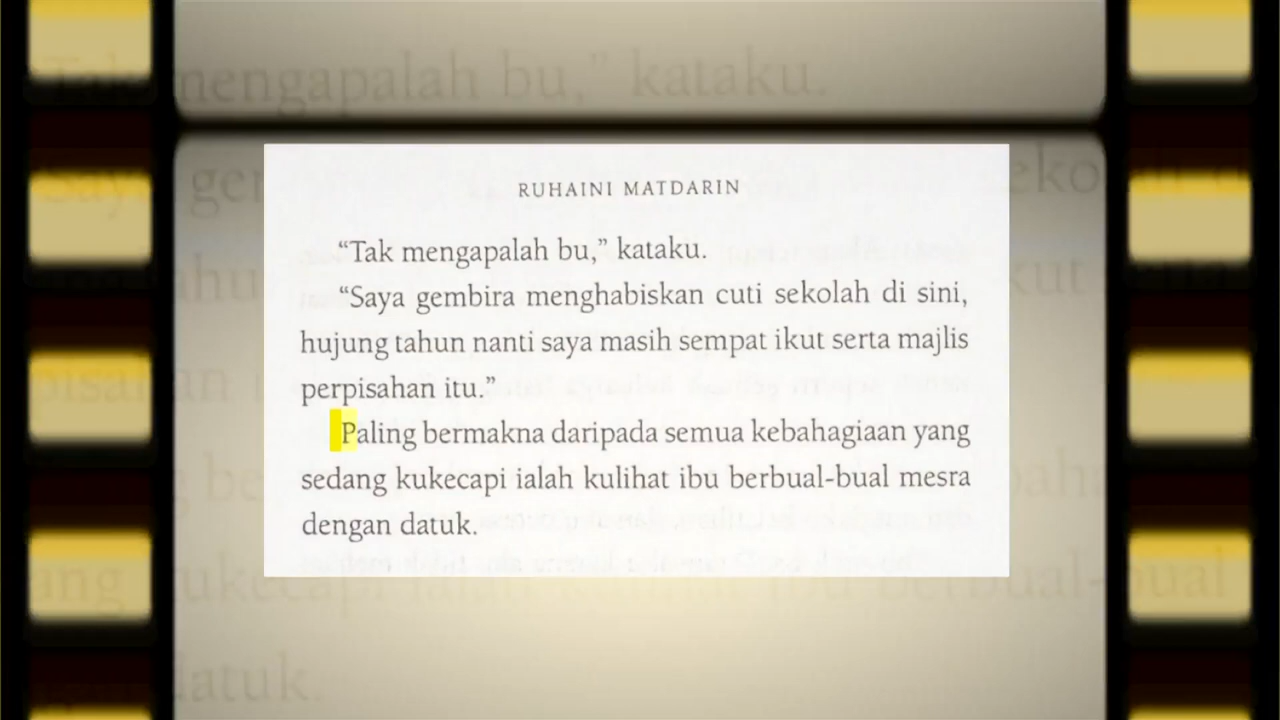 RUHAINI MATDARIN
“Tak mengapalah bu,” kataku.
“Saya gembira menghabiskan cuti sekolah di sini,
hujung tahun nanti saya masih sempat ikut serta majlis
perpisahan itu.”
Paling bermakna daripada semua kebahagiaan yang
sedang kukecapi ialah kulihat ibu berbual-bual mesra
dengan datuk.